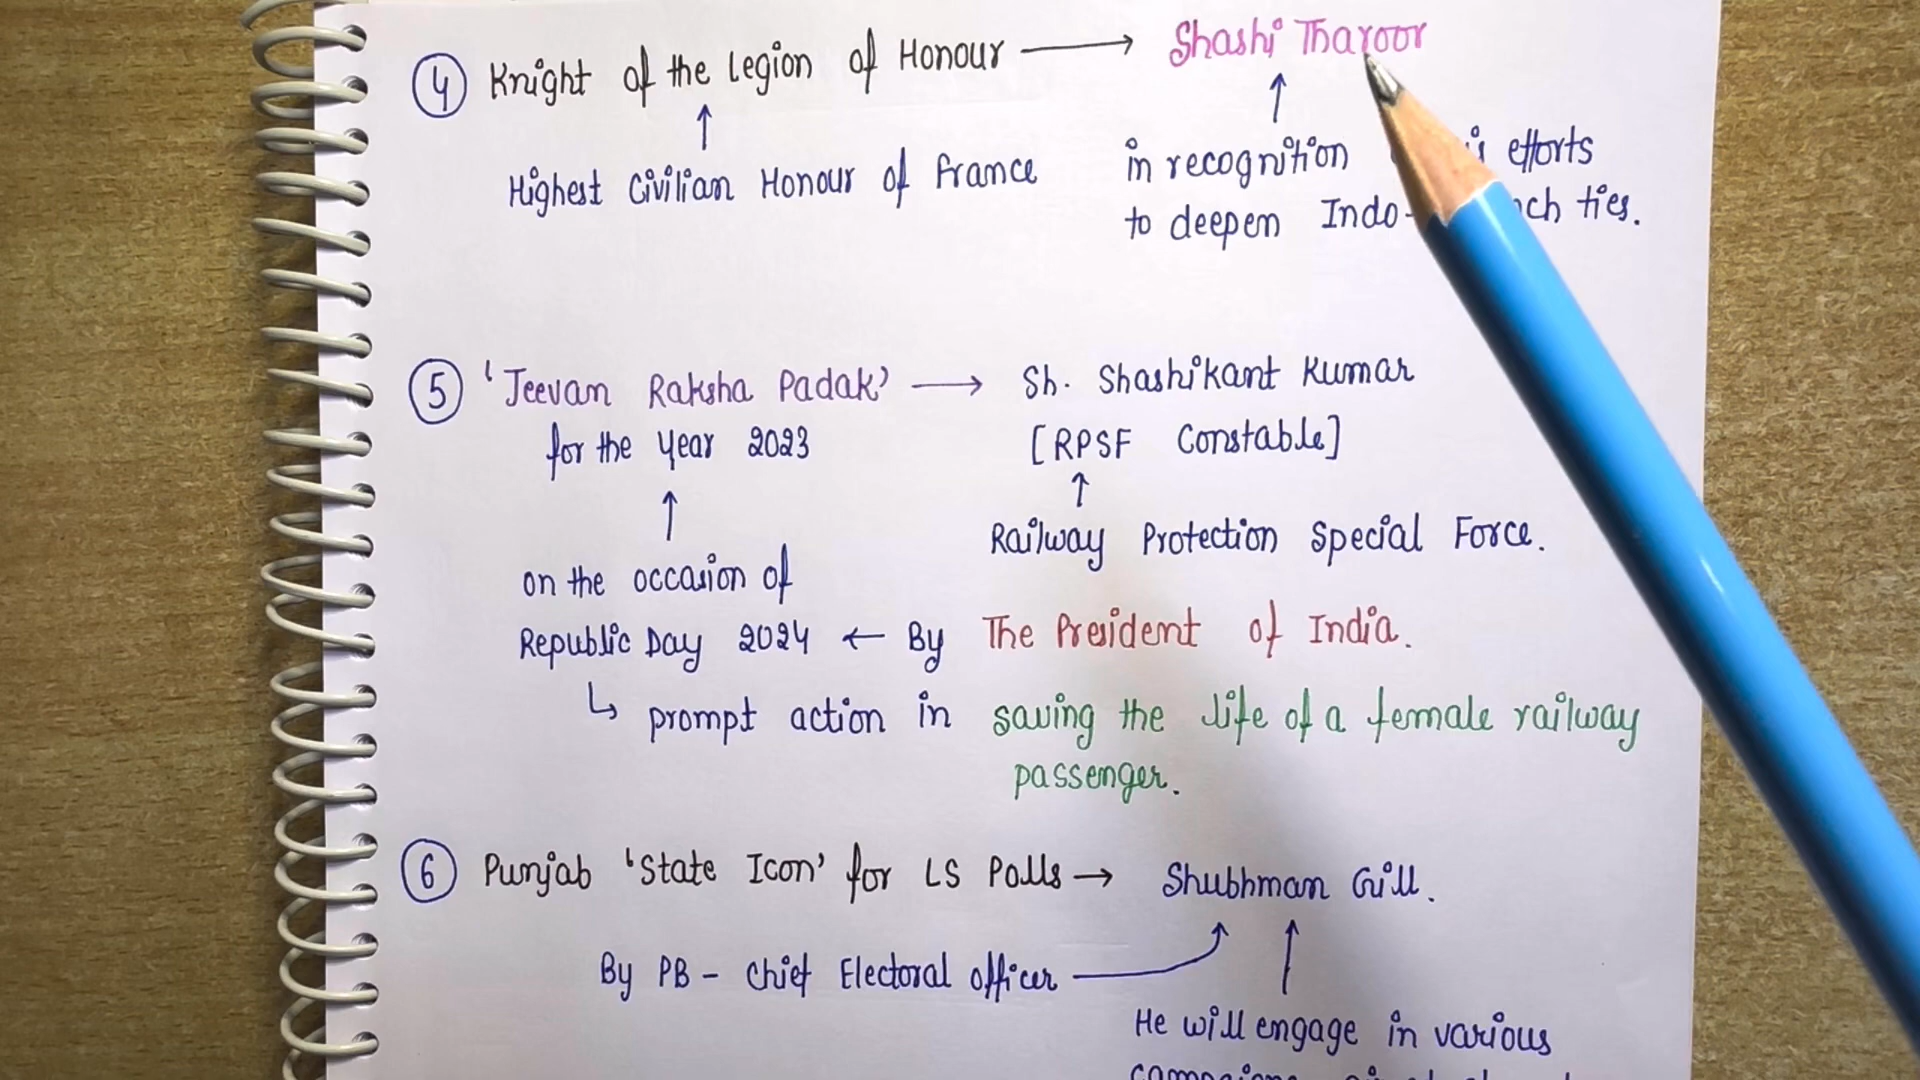 4 Knight of the Legion of Honour → Shashi Tharoor
↑ ↑
Highest Civilian Honour of France
in recognition efforts
to deepen Indo- ch ties.
5 'Jeevan Raksha Padak' → Sh. Shashikant Kumar
for the year 2023 [RPSF Constable]
↑ ↑
Railway Protection Special Force.
on the occasion of
Republic Day 2024 ← By The President of India.
↳ prompt action in saving the life of a female railway
passenger.
6 Punjab 'State Icon' for LS Polls → Shubhman Gill.
By PB - Chief Electoral officer
↑
He will engage in various